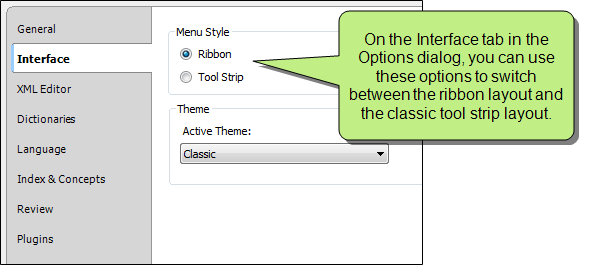 General
Interface
XML Editor
Dictionaries
Language
Index & Concepts
Review
Plugins
Menu Style
Ribbon
Tool Strip
Theme
Active Theme:
Classic
On the Interface tab in the
Options dialog, you can use
these options to switch
between the ribbon layout and
the classic tool strip layout.